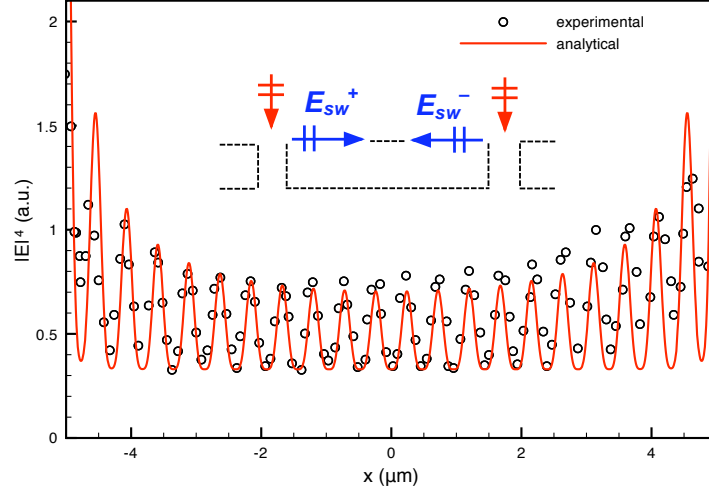 2
experimental
analytical
E_sw^+ E_sw^−
1.5
|E|^4 (a.u.)
1
0.5
0
-4 -2 0 2 4
x (μm)